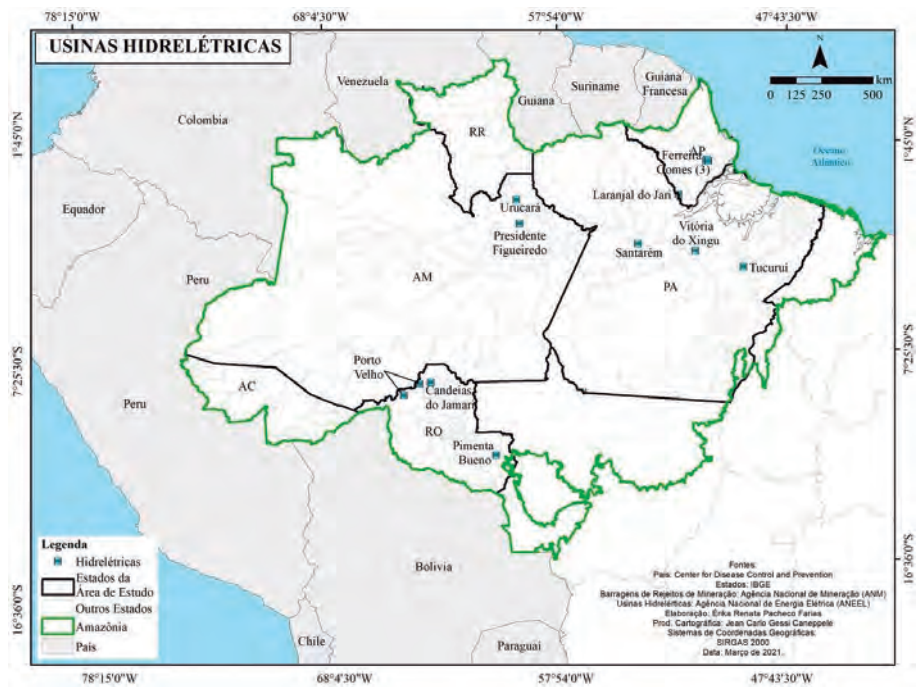 78°15'0"W
68°4'30"W
57°54'0"W
47°43'30"W
USINAS HIDRELÉTRICAS
Venezuela
Guiana
Suriname
Guiana
Francesa
km
0 125 250 500
Colombia
RR
AP
Ferreira
Gomes (3)
Oceano
Atlântico
1°45'0"N
1°45'0"N
Equador
Laranjal do Jari
Urucará
Presidente
Figueiredo
Vitória
do Xingu
Santarém
Tucuruí
Peru
AM
PA
7°25'30"S
7°25'30"S
Porto
Velho
AC
Candeias
do Jamari
Peru
RO
Pimenta
Bueno
Legenda
Hidrelétricas
Estados da
Área de Estudo
Outros Estados
Amazônia
País
Bolivia
Chile
Paraguai
16°36'0"S
16°36'0"S
Fontes:
País: Center for Disease Control and Prevention
Estados: IBGE
Barragens de Rejeitos de Mineração: Agência Nacional de Mineração (ANM)
Usinas Hidrelérticas: Agência Nacional de Energia Elétrica (ANEEL)
Elaboração: Érika Renata Pacheco Farias
Prod. Cartográfica: Jean Carlo Gessi Caneppele
Sistemas de Coordenadas Geográficas:
SIRGAS 2000
Data: Março de 2021.
78°15'0"W
68°4'30"W
57°54'0"W
47°43'30"W